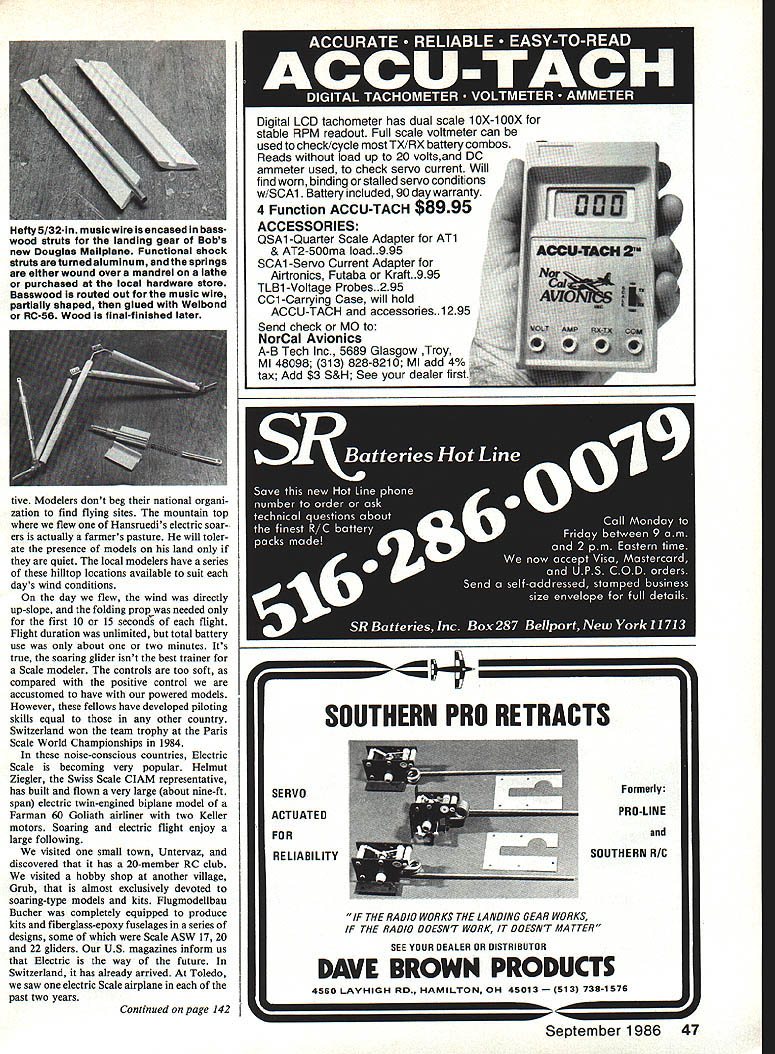 Hefty 5/32-in. music wire is encased in bass-
wood struts for the landing gear of Bob's
new Douglas Mailplane. Functional shock
struts are turned aluminum, and the springs
are either wound over a mandrel on a lathe
or purchased at the local hardware store.
Basswood is routed out for the music wire,
partially shaped, then glued with Welbond
or RC-56. Wood is final-finished later.
tive. Modelers don't beg their national organi-
zation to find flying sites. The mountain top
where we flew one of Hansruedi's electric soar-
ers is actually a farmer's pasture. He will toler-
ate the presence of models on his land only if
they are quiet. The local modelers have a series
of these hilltop locations available to suit each
day's wind conditions.
On the day we flew, the wind was directly
up-slope, and the folding prop was needed only
for the first 10 or 15 seconds of each flight.
Flight duration was unlimited, but total battery
use was only about one or two minutes. It's
true, the soaring glider isn't the best trainer for
a Scale modeler. The controls are too soft, as
compared with the positive control we are
accustomed to have with our powered models.
However, these fellows have developed piloting
skills equal to those in any other country.
Switzerland won the team trophy at the Paris
Scale World Championships in 1984.
In these noise-conscious countries, Electric
Scale is becoming very popular. Helmut
Ziegler, the Swiss Scale CIAM representative,
has built and flown a very large (about nine-ft.
span) electric twin-engined biplane model of a
Farman 60 Goliath airliner with two Keller
motors. Soaring and electric flight enjoy a
large following.
We visited one small town, Untervaz, and
discovered that it has a 20-member RC club.
We visited a hobby shop at another village,
Grub, that is almost exclusively devoted to
soaring-type models and kits. Flugmodellbau
Bucher was completely equipped to produce
kits and fiberglass-epoxy fuselages in a series of
designs, some of which were Scale ASW 17, 20
and 22 gliders. Our U.S. magazines inform us
that Electric is the way of the future. In
Switzerland, it has already arrived. At Toledo,
we saw one electric Scale airplane in each of the
past two years.
Continued on page 142
ACCURATE • RELIABLE • EASY-TO-READ
ACCU-TACH
DIGITAL TACHOMETER • VOLTMETER • AMMETER
Digital LCD tachometer has dual scale 10X-100X for
stable RPM readout. Full scale voltmeter can be
used to check/cycle most TX/RX battery combos.
Reads without load up to 20 volts,and DC
ammeter used, to check servo current. Will
find worn, binding or stalled servo conditions
w/SCA1. Battery included, 90 day warranty.
4 Function ACCU-TACH $89.95
ACCESSORIES:
QSA1-Quarter Scale Adapter for AT1
& AT2-500ma load..9.95
SCA1-Servo Current Adapter for
Airtronics, Futaba or Kraft..9.95
TLB1-Voltage Probes..2.95
CC1-Carrying Case, will hold
ACCU-TACH and accessories..12.95
Send check or MO to:
NorCal Avionics
A-B Tech Inc., 5689 Glasgow ,Troy,
MI 48098; (313) 828-8210; MI add 4%
tax; Add $3 S&H; See your dealer first.
000
ACCU-TACH 2™
Nor
Cal
AVIONICS
INC
VOLT AMP RX-TX COM
SR Batteries Hot Line
Save this new Hot Line phone
number to order or ask
technical questions about
the finest R/C battery
packs made!
516·286·0079
Call Monday to
Friday between 9 a.m.
and 2 p.m. Eastern time.
We now accept Visa, Mastercard,
and U.P.S. C.O.D. orders.
Send a self-addressed, stamped business
size envelope for full details.
SR Batteries, Inc. Box 287 Bellport, New York 11713
SOUTHERN PRO RETRACTS
SERVO
ACTUATED
FOR
RELIABILITY
Formerly:
PRO-LINE
and
SOUTHERN R/C
"IF THE RADIO WORKS THE LANDING GEAR WORKS,
IF THE RADIO DOESN'T WORK, IT DOESN'T MATTER"
SEE YOUR DEALER OR DISTRIBUTOR
DAVE BROWN PRODUCTS
4560 LAYHIGH RD., HAMILTON, OH 45013 — (513) 738-1576
September 1986 47